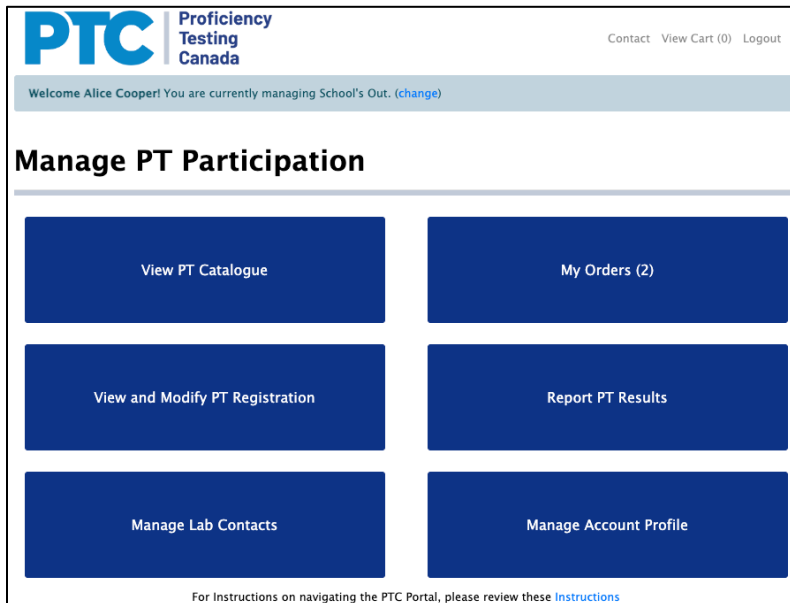 PTC Proficiency
Testing
Canada
Contact View Cart (0) Logout
Welcome Alice Cooper! You are currently managing School's Out. (change)
Manage PT Participation
View PT Catalogue
My Orders (2)
View and Modify PT Registration
Report PT Results
Manage Lab Contacts
Manage Account Profile
For Instructions on navigating the PTC Portal, please review these Instructions